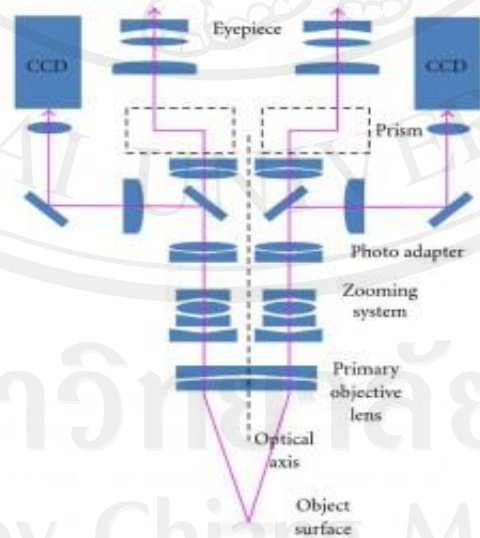 Eyepiece
CCD
CCD
Prism
Photo adapter
Zooming
system
Primary
objective
lens
Optical
axis
Object
surface